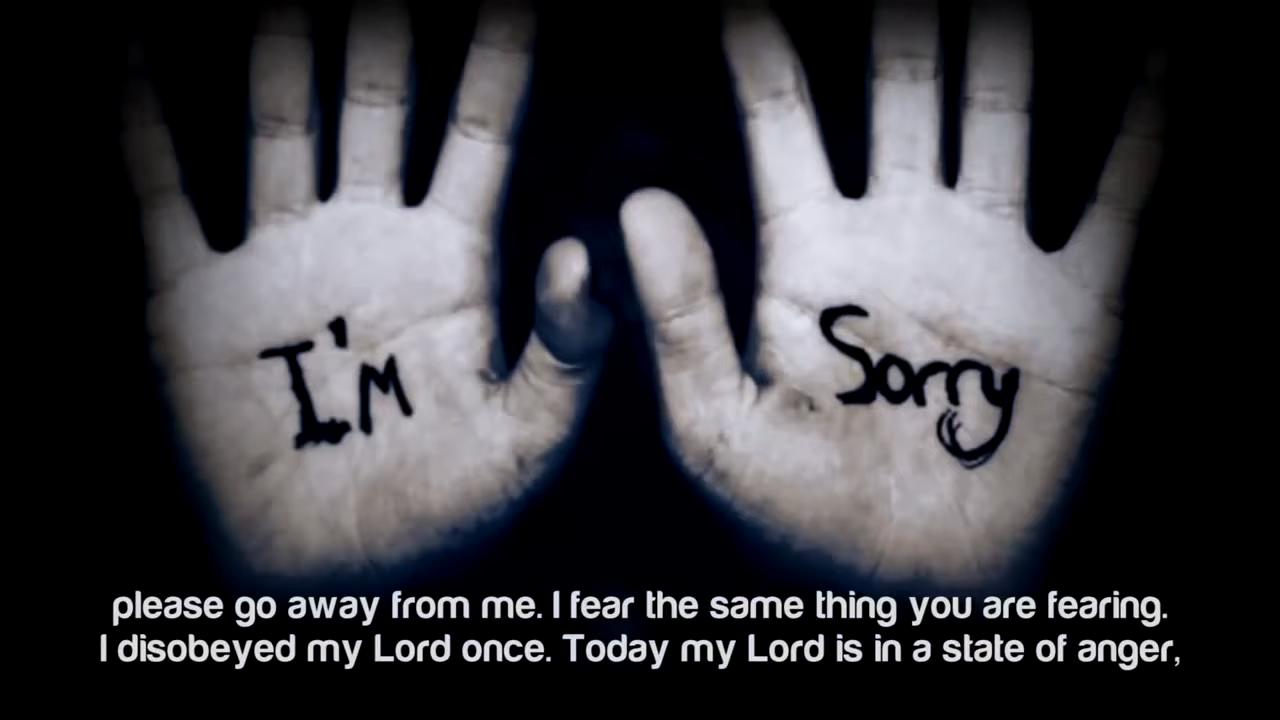 I'm
Sorry
please go away from me. I fear the same thing you are fearing.
I disobeyed my Lord once. Today my Lord is in a state of anger,